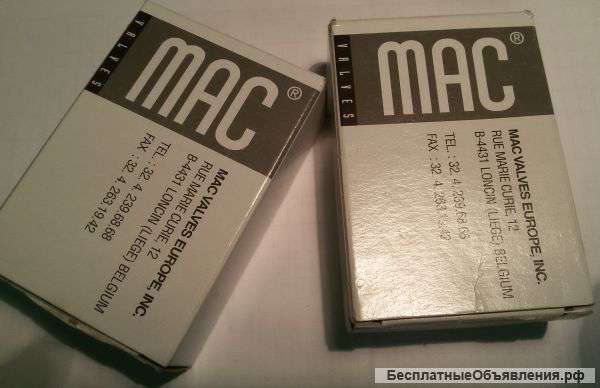 VALVES
MAC®
MAC VALVES EUROPE, INC.
RUE MARIE CURIE, 12
B-4431 LONCIN (LIEGE) BELGIUM
TEL. : 32. 4. 239.68.68
FAX : 32. 4. 263.19.42
VALVES
MAC®
MAC VALVES EUROPE, INC.
RUE MARIE CURIE, 12
B-4431 LONCIN (LIEGE) BELGIUM
TEL. : 32. 4. 239.68.68
FAX : 32. 4. 263.19.42
БесплатныеОбъявления.рф